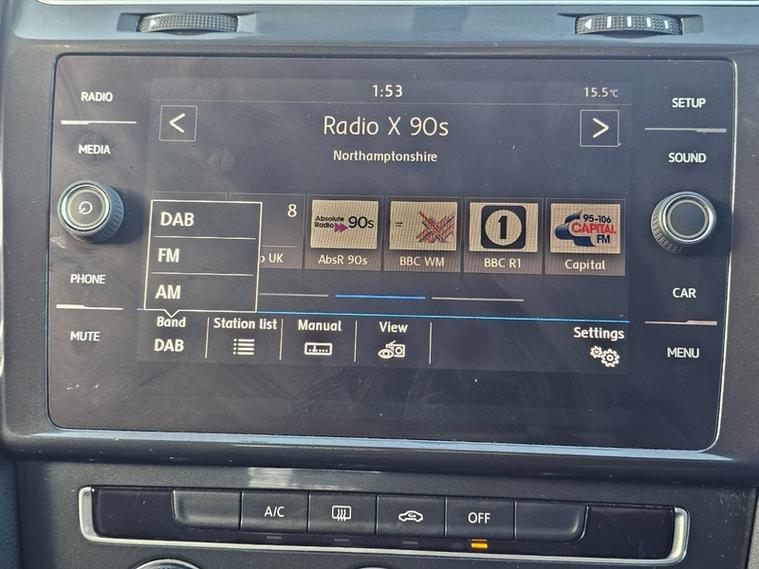 RADIO
MEDIA
PHONE
MUTE
SETUP
SOUND
CAR
MENU
1:53
15.5°C
<
Radio X 90s
>
Northamptonshire
DAB
FM
AM
8
UK
Absolute Radio 90s
AbsR 90s
BBC WM
1
BBC R1
95-106
CAPITAL
FM
Capital
Band
DAB
Station list
Manual
View
Settings
A/C
OFF